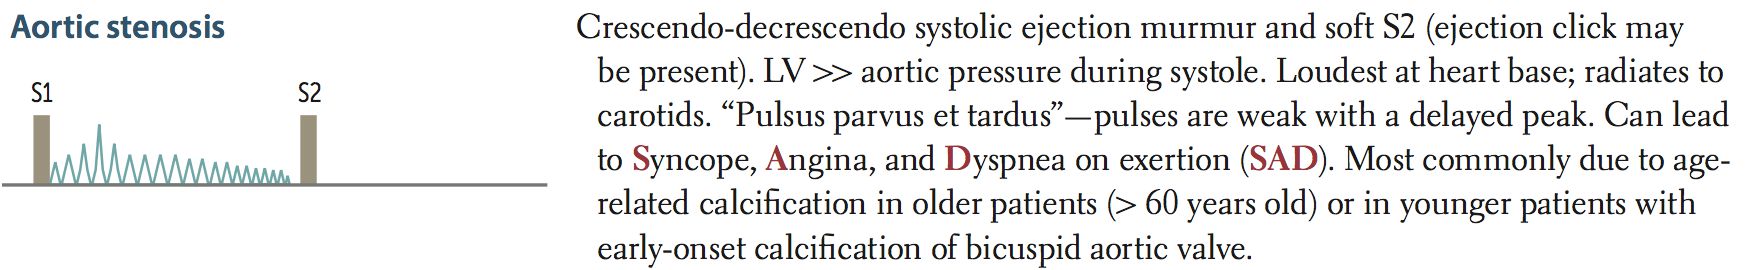 Aortic stenosis
S1
S2
Crescendo-decrescendo systolic ejection murmur and soft S2 (ejection click may
be present). LV >> aortic pressure during systole. Loudest at heart base; radiates to
carotids. “Pulsus parvus et tardus”—pulses are weak with a delayed peak. Can lead
to Syncope, Angina, and Dyspnea on exertion (SAD). Most commonly due to age-
related calcification in older patients (> 60 years old) or in younger patients with
early-onset calcification of bicuspid aortic valve.